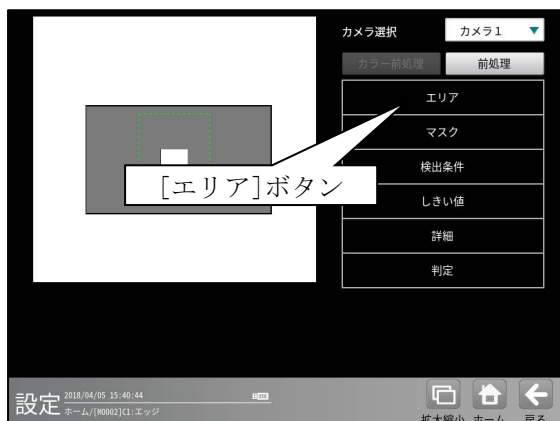 カメラ選択
カメラ1
カラー前処理
前処理
エリア
マスク
検出条件
[エリア]ボタン
しきい値
詳細
判定
設定
2018/04/05 15:40:44
ホーム/[M0002]C1:エッジ
拡大縮小 ホーム 戻る